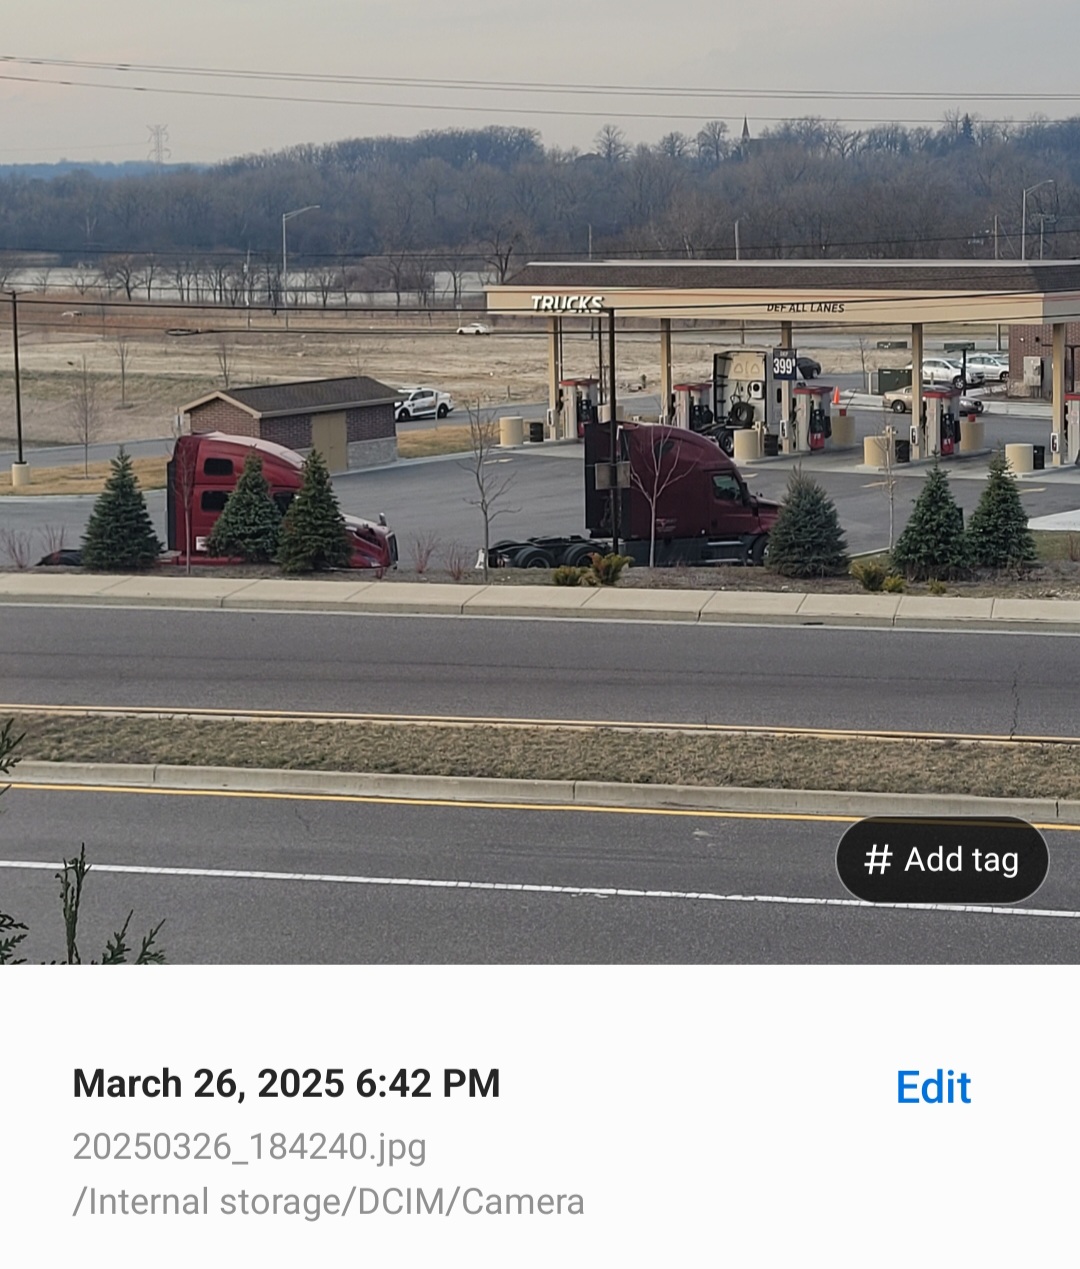 TRUCKS
DEF ALL LANES
399⁹
# Add tag
March 26, 2025 6:42 PM
Edit
20250326_184240.jpg
/Internal storage/DCIM/Camera